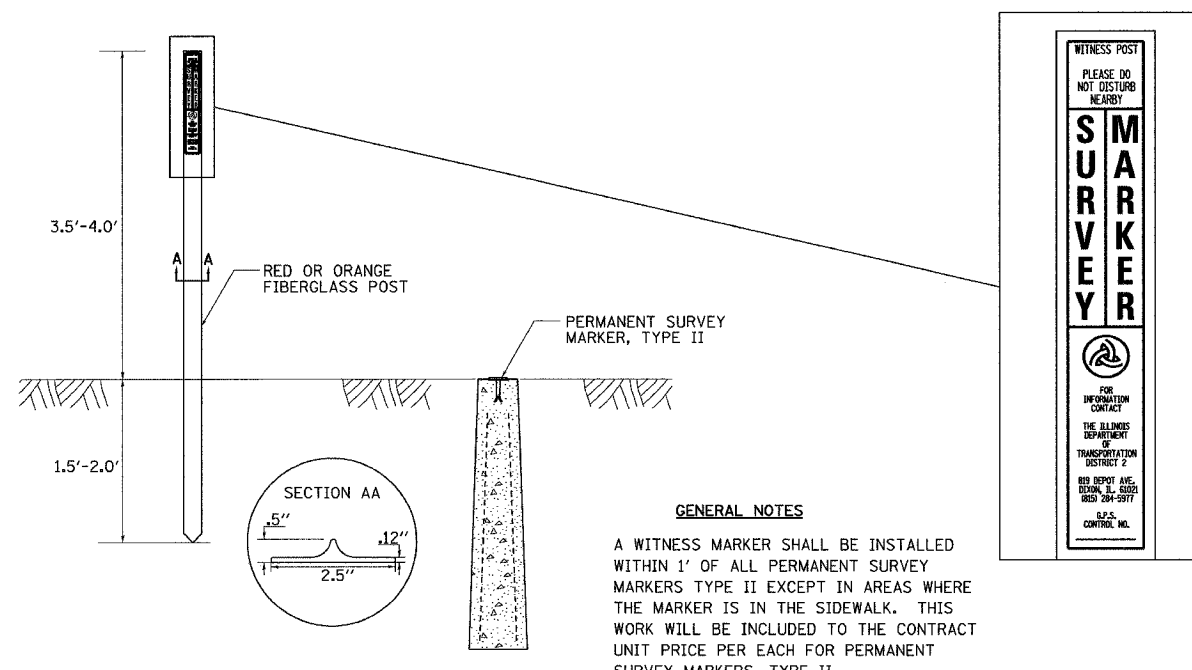 3.5'-4.0'
A A
RED OR ORANGE
FIBERGLASS POST
1.5'-2.0'
SECTION AA
.5"
.12"
2.5"
PERMANENT SURVEY
MARKER, TYPE II
GENERAL NOTES
A WITNESS MARKER SHALL BE INSTALLED
WITHIN 1' OF ALL PERMANENT SURVEY
MARKERS TYPE II EXCEPT IN AREAS WHERE
THE MARKER IS IN THE SIDEWALK. THIS
WORK WILL BE INCLUDED TO THE CONTRACT
UNIT PRICE PER EACH FOR PERMANENT
SURVEY MARKERS, TYPE II
WITNESS POST
PLEASE DO
NOT DISTURB
NEARBY
SURVEY
MARKER
FOR
INFORMATION
CONTACT
THE ILLINOIS
DEPARTMENT
OF
TRANSPORTATION
DISTRICT 2
819 DEPOT AVE.
DIXON, IL. 61021
(815) 284-5977
G.P.S.
CONTROL NO.